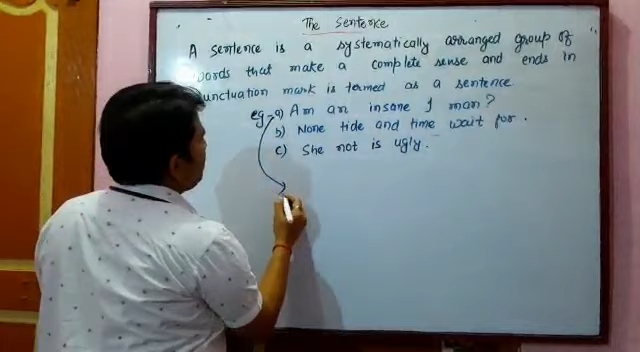 The Sentence
A sentence is a systematically arranged group of
words that make a complete sense and ends in
punctuation mark is termed as a sentence
eg- a) Am an insane I man?
b) None tide and time wait for.
c) She not is ugly.